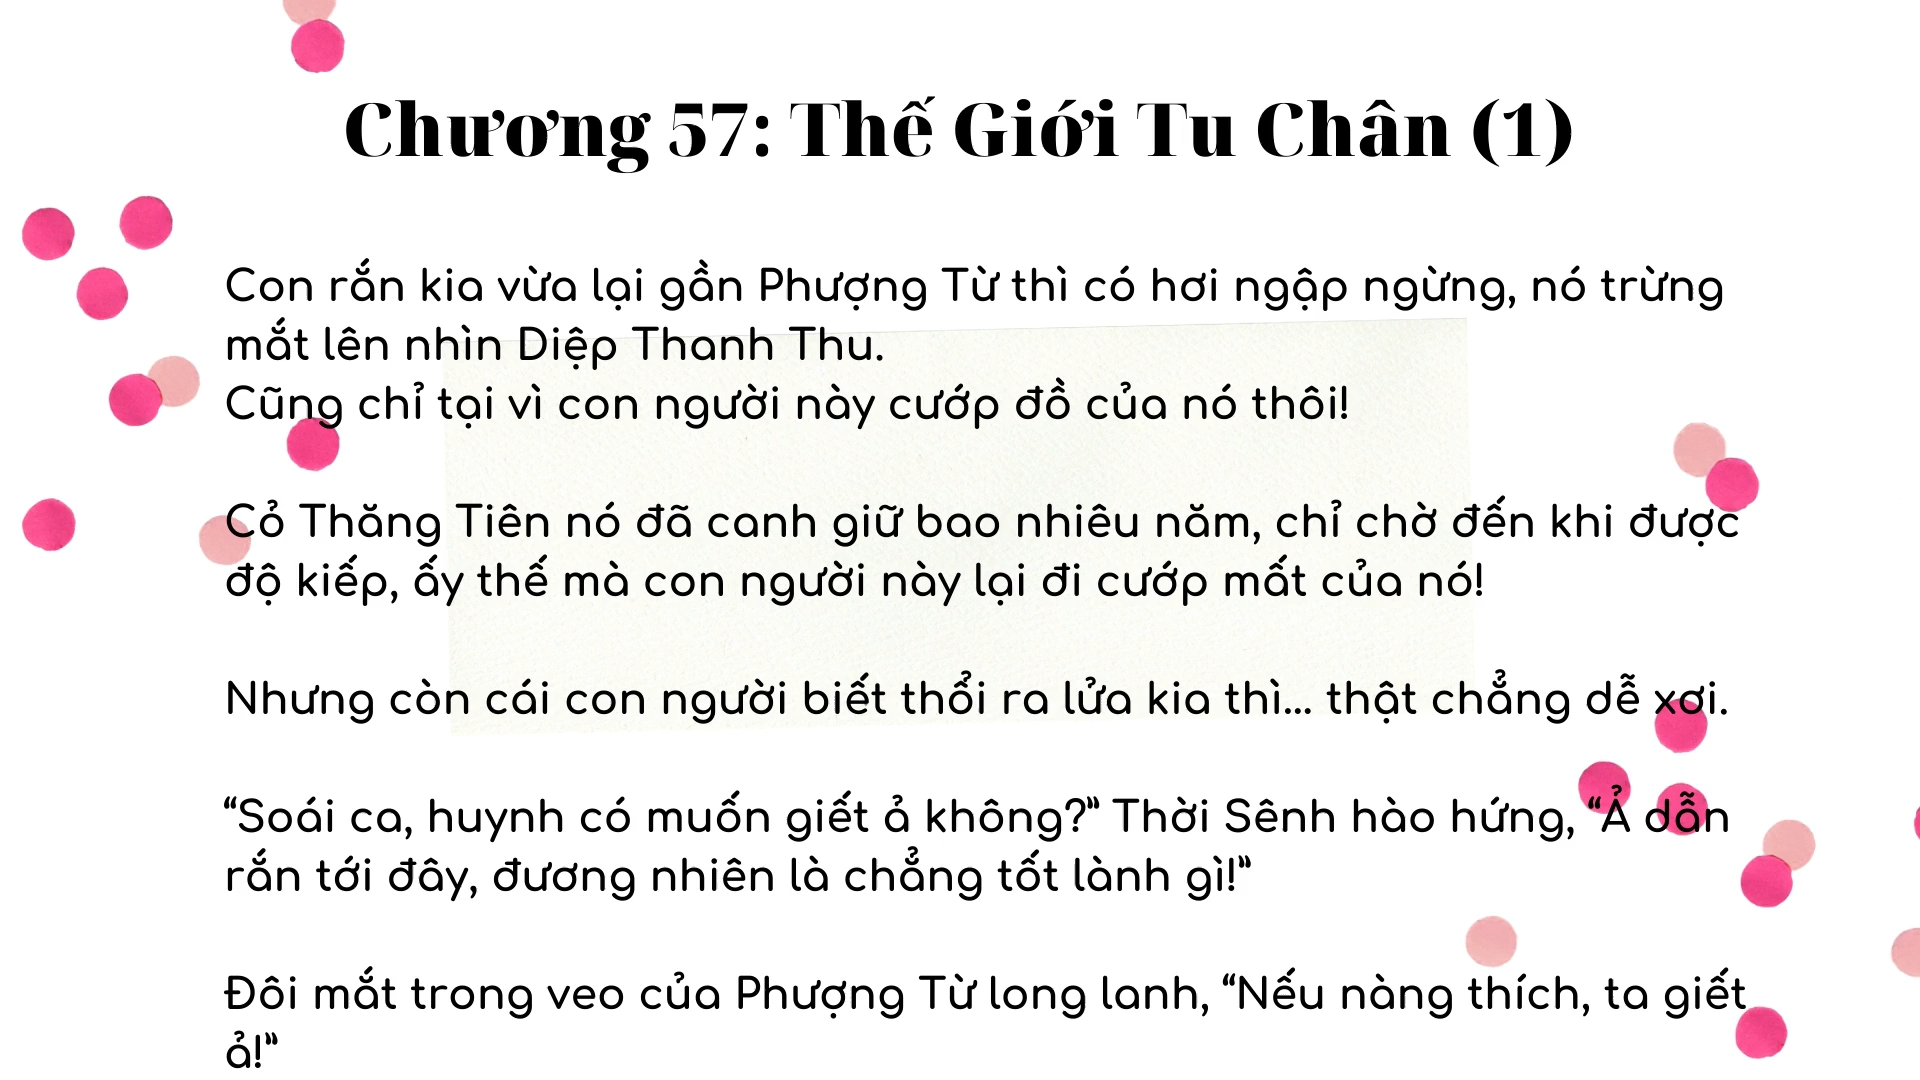 Chương 57: Thế Giới Tu Chân (1)
Con rắn kia vừa lại gần Phượng Từ thì có hơi ngập ngừng, nó trừng
mắt lên nhìn Diệp Thanh Thu.
Cũng chỉ tại vì con người này cướp đồ của nó thôi!
Cỏ Thăng Tiên nó đã canh giữ bao nhiêu năm, chỉ chờ đến khi được
độ kiếp, ấy thế mà con người này lại đi cướp mất của nó!
Nhưng còn cái con người biết thổi ra lửa kia thì... thật chẳng dễ xơi.
“Soái ca, huynh có muốn giết ả không?” Thời Sênh hào hứng, “Ả dẫn
rắn tới đây, đương nhiên là chẳng tốt lành gì!”
Đôi mắt trong veo của Phượng Từ long lanh, “Nếu nàng thích, ta giết
ả!”